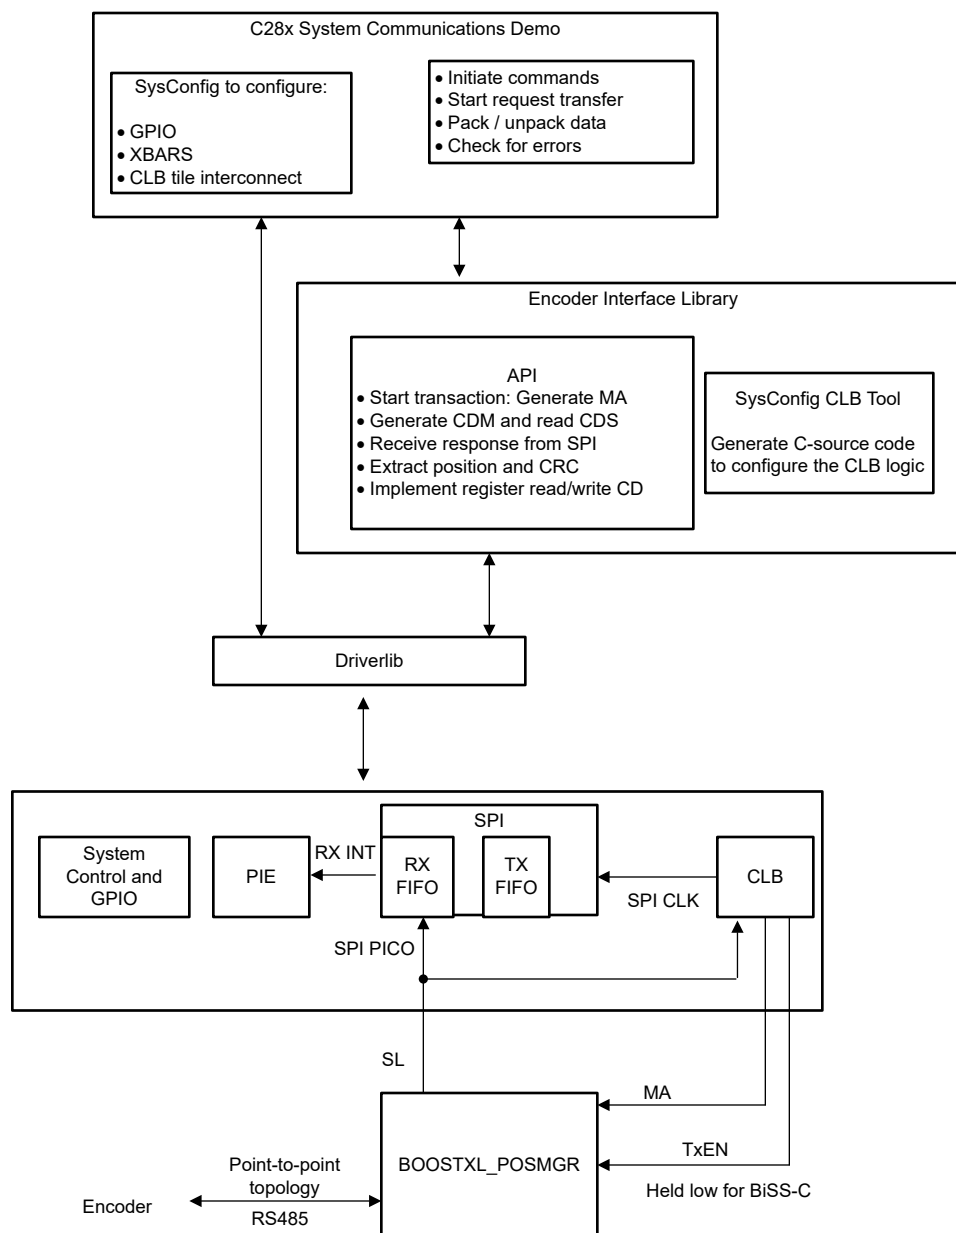 C28x System Communications Demo
SysConfig to configure:
• GPIO
• XBARS
• CLB tile interconnect
• Initiate commands
• Start request transfer
• Pack / unpack data
• Check for errors
Encoder Interface Library
API
• Start transaction: Generate MA
• Generate CDM and read CDS
• Receive response from SPI
• Extract position and CRC
• Implement register read/write CD
SysConfig CLB Tool
Generate C-source code
to configure the CLB logic
Driverlib
System
Control and
GPIO
PIE
RX INT
SPI
RX
FIFO
TX
FIFO
SPI CLK
CLB
SPI PICO
SL
MA
TxEN
Held low for BiSS-C
BOOSTXL_POSMGR
Point-to-point
topology
RS485
Encoder